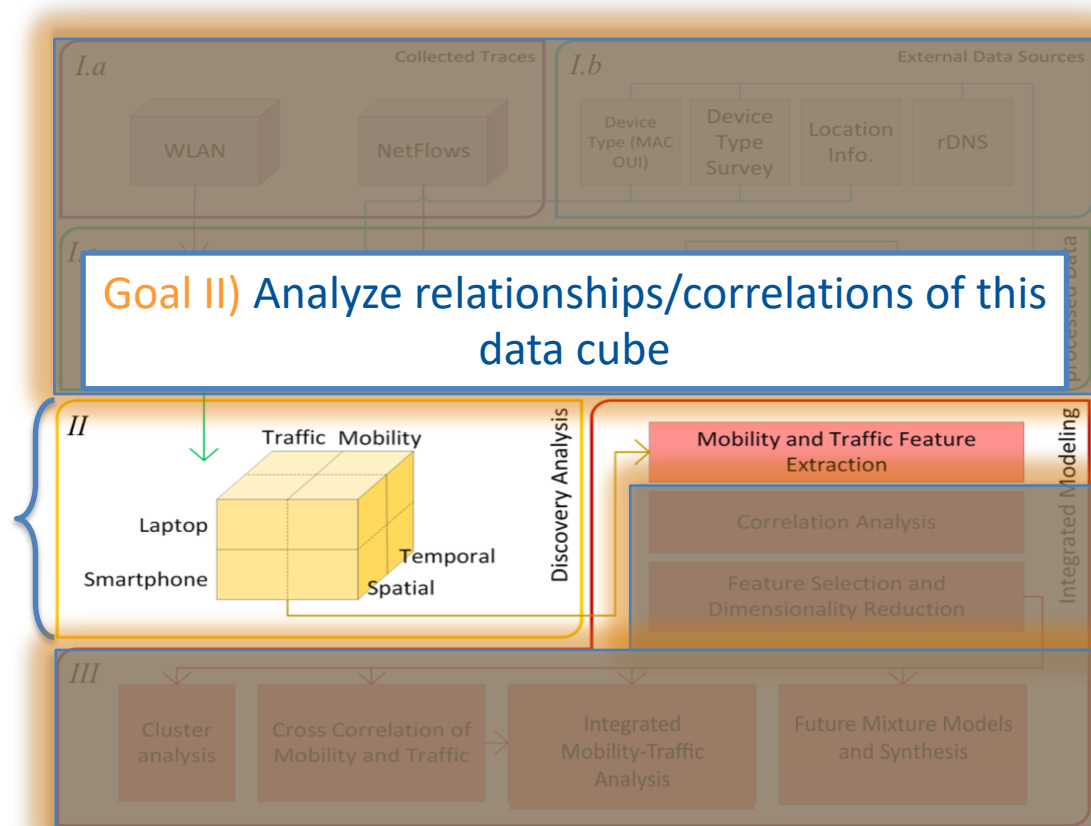 I.a
Collected Traces
WLAN
NetFlows
I.b
External Data Sources
Device
Type (MAC
OUI)
Device
Type
Survey
Location
Info.
rDNS
Goal II) Analyze relationships/correlations of this
data cube
processed Data
II
Traffic Mobility
Laptop
Smartphone
Temporal
Spatial
Discovery Analysis
Mobility and Traffic Feature
Extraction
Correlation Analysis
Feature Selection and
Dimensionality Reduction
Integrated Modeling
III
Cluster
analysis
Cross Correlation of
Mobility and Traffic
Integrated
Mobility-Traffic
Analysis
Future Mixture Models
and Synthesis